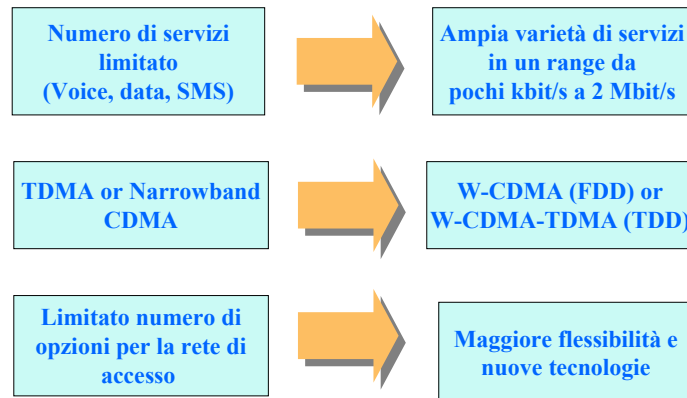 Numero di servizi
limitato
(Voice, data, SMS)
Ampia varietà di servizi
in un range da
pochi kbit/s a 2 Mbit/s
TDMA or Narrowband
CDMA
W-CDMA (FDD) or
W-CDMA-TDMA (TDD)
Limitato numero di
opzioni per la rete di
accesso
Maggiore flessibilità e
nuove tecnologie